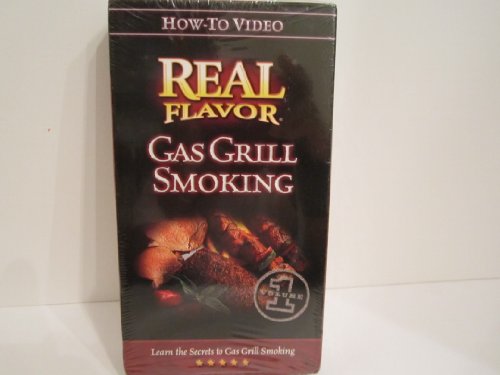 HOW-TO VIDEO
REAL
FLAVOR®
GAS GRILL
SMOKING
1
VOLUME
Learn the Secrets to Gas Grill Smoking